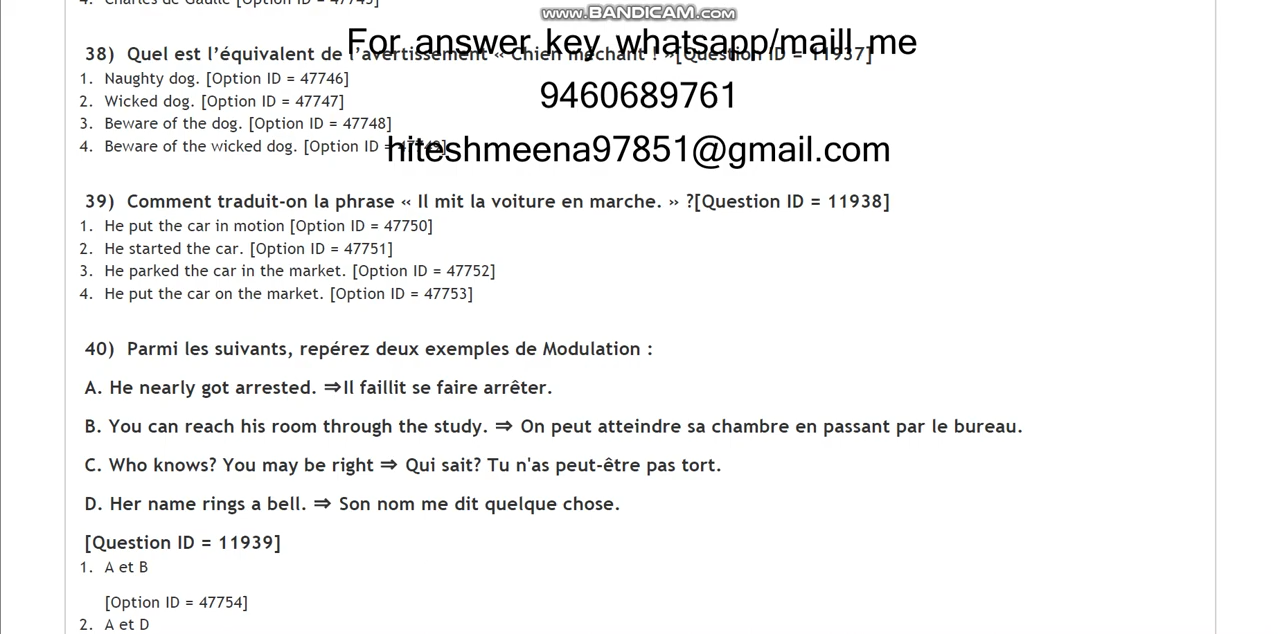 4. Charles de Gaulle [Option ID = 47745]
www.BANDICAM.com
For answer key whatsapp/maill me
38) Quel est l’équivalent de l’avertissement « Chien méchant ! »[Question ID = 11937]
1. Naughty dog. [Option ID = 47746]
9460689761
2. Wicked dog. [Option ID = 47747]
3. Beware of the dog. [Option ID = 47748]
4. Beware of the wicked dog. [Option ID = 47749]
hiteshmeena97851@gmail.com
39) Comment traduit-on la phrase « Il mit la voiture en marche. » ?[Question ID = 11938]
1. He put the car in motion [Option ID = 47750]
2. He started the car. [Option ID = 47751]
3. He parked the car in the market. [Option ID = 47752]
4. He put the car on the market. [Option ID = 47753]
40) Parmi les suivants, repérez deux exemples de Modulation :
A. He nearly got arrested. ⇒Il faillit se faire arrêter.
B. You can reach his room through the study. ⇒ On peut atteindre sa chambre en passant par le bureau.
C. Who knows? You may be right ⇒ Qui sait? Tu n'as peut-être pas tort.
D. Her name rings a bell. ⇒ Son nom me dit quelque chose.
[Question ID = 11939]
1. A et B
[Option ID = 47754]
2. A et D